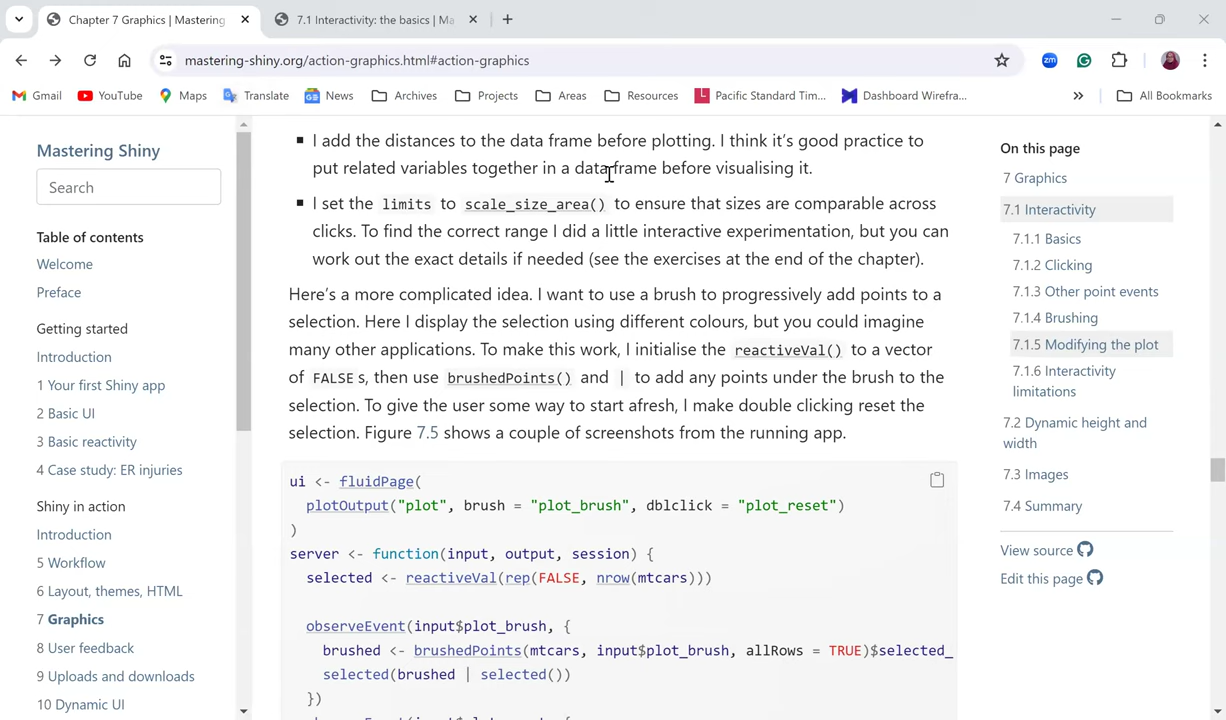 Chapter 7 Graphics | Mastering
7.1 Interactivity: the basics | Ma
mastering-shiny.org/action-graphics.html#action-graphics
zm
Gmail
YouTube
Maps
Translate
News
Archives
Projects
Areas
Resources
Pacific Standard Tim...
Dashboard Wirefra...
»
All Bookmarks
Mastering Shiny
Search
Table of contents
Welcome
Preface
Getting started
Introduction
1 Your first Shiny app
2 Basic UI
3 Basic reactivity
4 Case study: ER injuries
Shiny in action
Introduction
5 Workflow
6 Layout, themes, HTML
7 Graphics
8 User feedback
9 Uploads and downloads
10 Dynamic UI
▪ I add the distances to the data frame before plotting. I think it's good practice to
put related variables together in a data frame before visualising it.
▪ I set the limits to scale_size_area() to ensure that sizes are comparable across
clicks. To find the correct range I did a little interactive experimentation, but you can
work out the exact details if needed (see the exercises at the end of the chapter).
Here's a more complicated idea. I want to use a brush to progressively add points to a
selection. Here I display the selection using different colours, but you could imagine
many other applications. To make this work, I initialise the reactiveVal() to a vector
of FALSE s, then use brushedPoints() and | to add any points under the brush to the
selection. To give the user some way to start afresh, I make double clicking reset the
selection. Figure 7.5 shows a couple of screenshots from the running app.
ui <- fluidPage(
plotOutput("plot", brush = "plot_brush", dblclick = "plot_reset")
)
server <- function(input, output, session) {
selected <- reactiveVal(rep(FALSE, nrow(mtcars)))
observeEvent(input$plot_brush, {
brushed <- brushedPoints(mtcars, input$plot_brush, allRows = TRUE)$selected_
selected(brushed | selected())
})
On this page
7 Graphics
7.1 Interactivity
7.1.1 Basics
7.1.2 Clicking
7.1.3 Other point events
7.1.4 Brushing
7.1.5 Modifying the plot
7.1.6 Interactivity
limitations
7.2 Dynamic height and
width
7.3 Images
7.4 Summary
View source
Edit this page